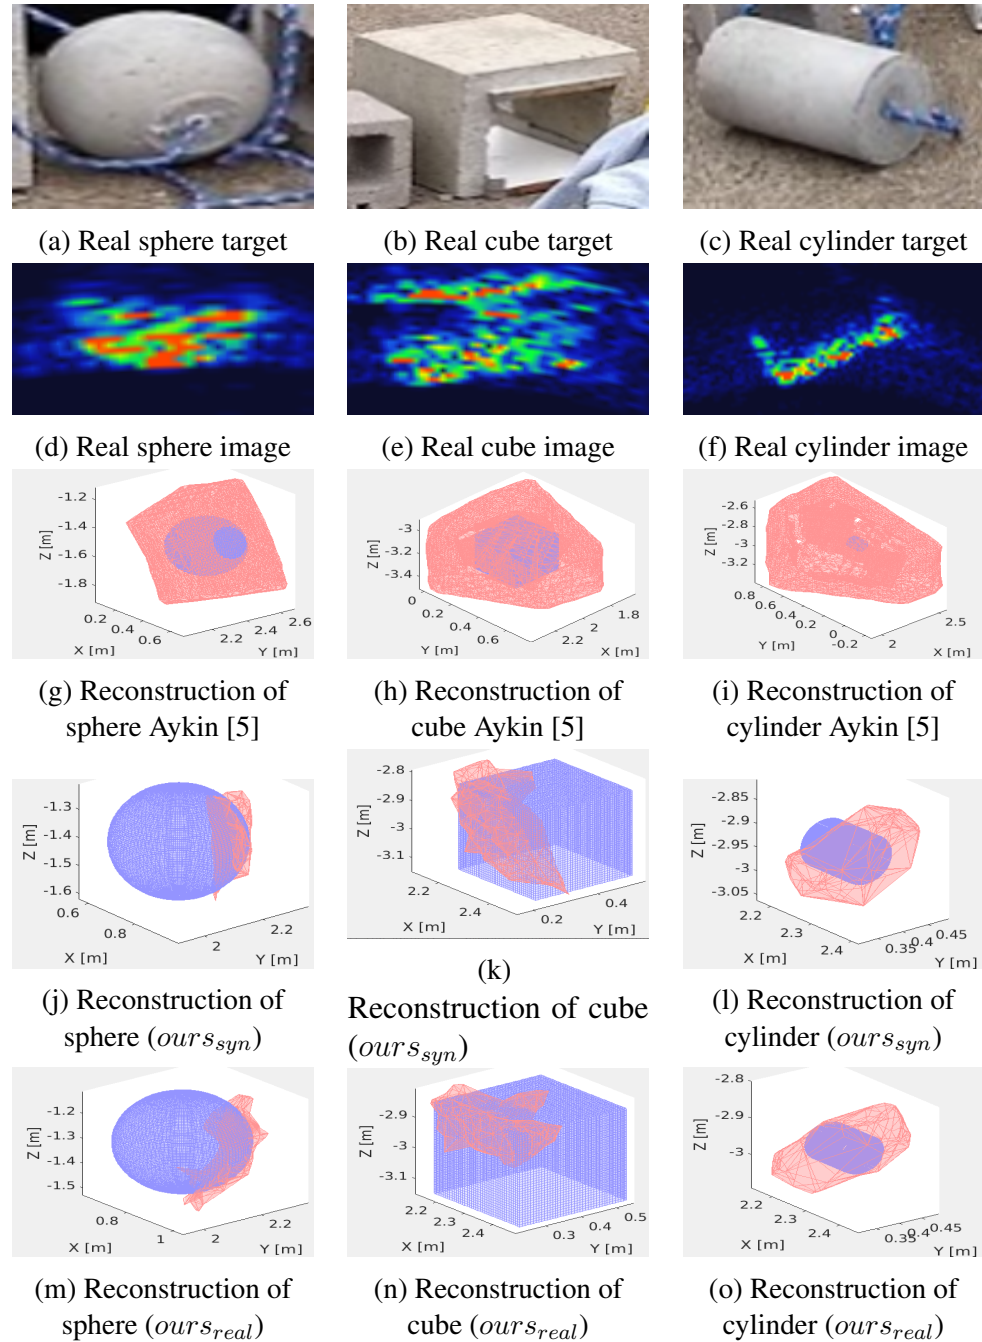 (a) Real sphere target
(b) Real cube target
(c) Real cylinder target
(d) Real sphere image
(e) Real cube image
(f) Real cylinder image
-1.2
-1.4
-1.6
-1.8
Z [m]
0.2
0.4
0.6
X [m]
2.2
2.4
2.6
Y [m]
-3
-3.4
Z [m]
0
0.2
0.4
0.6
Y [m]
2.2
2
1.8
X [m]
-2.6
-2.8
-3
-3.2
Z [m]
0.8
0.6
0.4
0.2
0
-0.2
Y [m]
2
2.5
X [m]
(g) Reconstruction of
sphere Aykin [5]
(h) Reconstruction of
cube Aykin [5]
(i) Reconstruction of
cylinder Aykin [5]
-1.3
-1.4
-1.5
-1.6
Z [m]
0.6
0.8
X [m]
2
2.2
Y [m]
-2.8
-2.9
-3
-3.1
Z [m]
2.2
2.4
X [m]
0.2
0.4
Y [m]
-2.85
-2.9
-2.95
-3
-3.05
Z [m]
2.2
2.3
2.4
X [m]
0.35
0.4
0.45
Y [m]
(j) Reconstruction of
sphere (ours_syn)
(k)
Reconstruction of cube
(ours_syn)
(l) Reconstruction of
cylinder (ours_syn)
-1.2
-1.3
-1.4
-1.5
Z [m]
0.8
1
X [m]
2
2.2
Y [m]
-2.9
-3
-3.1
Z [m]
2.2
2.4
X [m]
0.3
0.4
0.5
Y [m]
-2.8
-2.9
-3
Z [m]
2.2
2.3
2.4
X [m]
0.35
0.4
0.45
Y [m]
(m) Reconstruction of
sphere (ours_real)
(n) Reconstruction of
cube (ours_real)
(o) Reconstruction of
cylinder (ours_real)